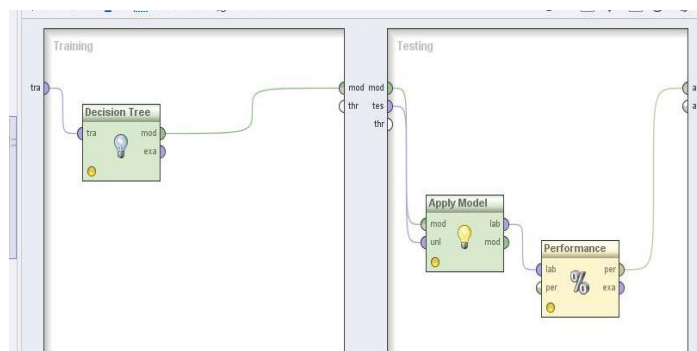 Training
tra
mod
thr
Decision Tree
tra
mod
exa
Testing
mod
tes
thr
Apply Model
mod
lab
unl
mod
Performance
lab
per
per
exa
%
a
a